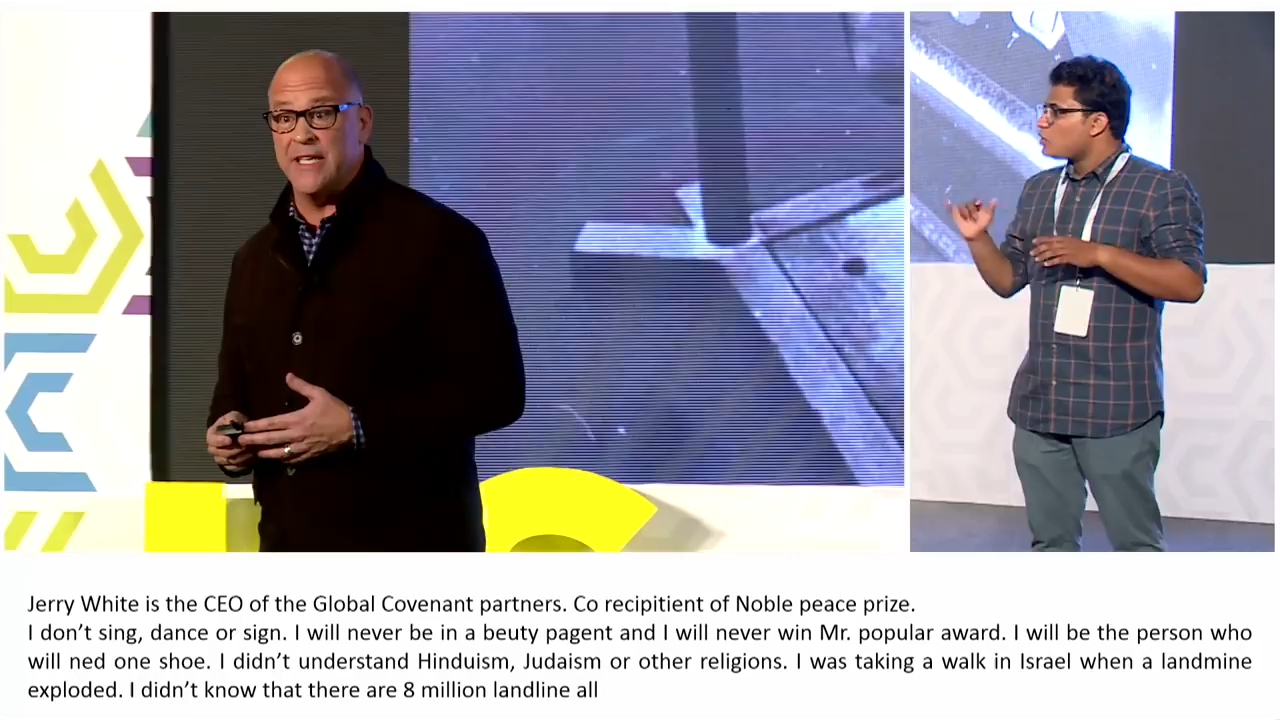 Jerry White is the CEO of the Global Covenant partners. Co recipitient of Noble peace prize.
I don't sing, dance or sign. I will never be in a beuty pagent and I will never win Mr. popular award. I will be the person who
will ned one shoe. I didn't understand Hinduism, Judaism or other religions. I was taking a walk in Israel when a landmine
exploded. I didn't know that there are 8 million landline all